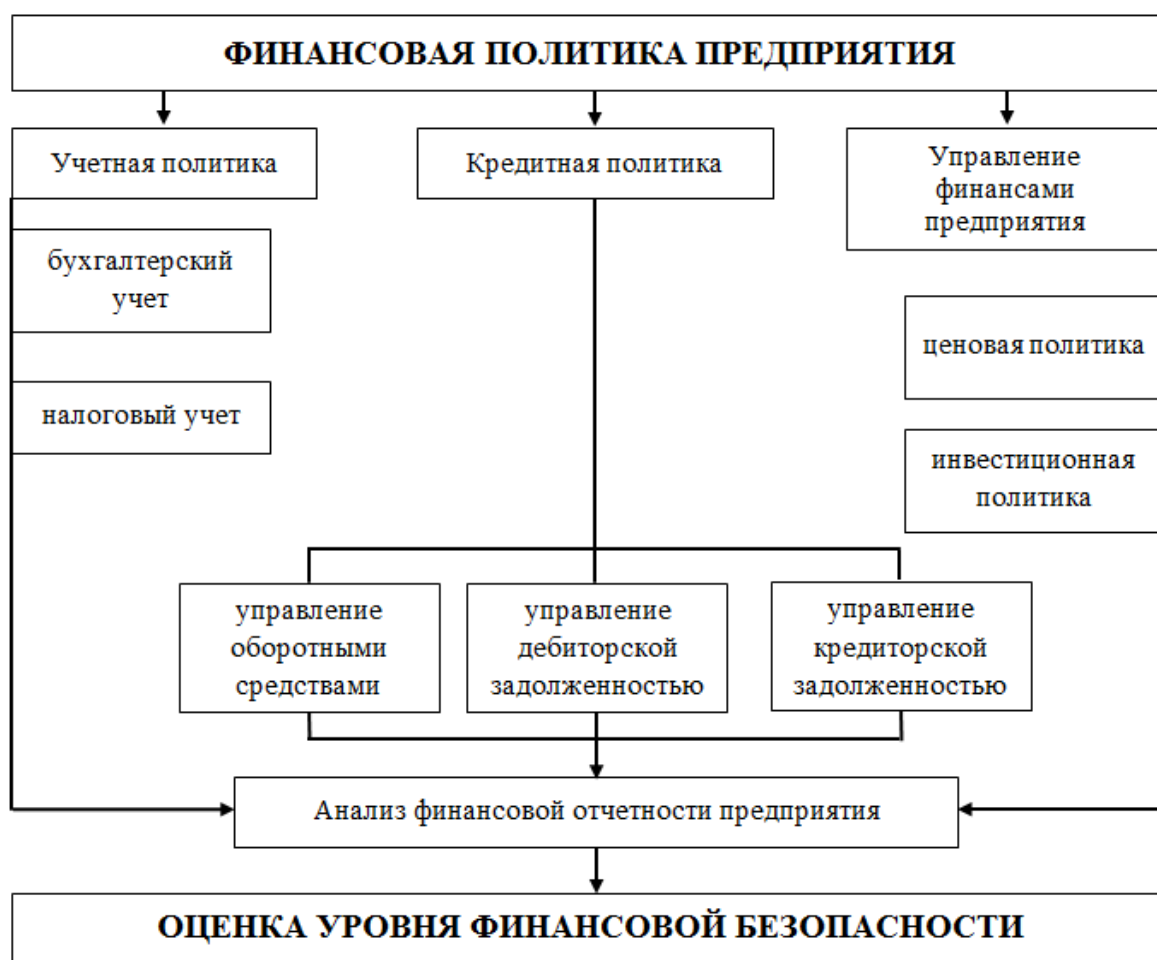 ФИНАНСОВАЯ ПОЛИТИКА ПРЕДПРИЯТИЯ
Учетная политика
Кредитная политика
Управление
финансами
предприятия
бухгалтерский
учет
ценовая политика
налоговый учет
инвестиционная
политика
управление
оборотными
средствами
управление
дебиторской
задолженностью
управление
кредиторской
задолженностью
Анализ финансовой отчетности предприятия
ОЦЕНКА УРОВНЯ ФИНАНСОВОЙ БЕЗОПАСНОСТИ